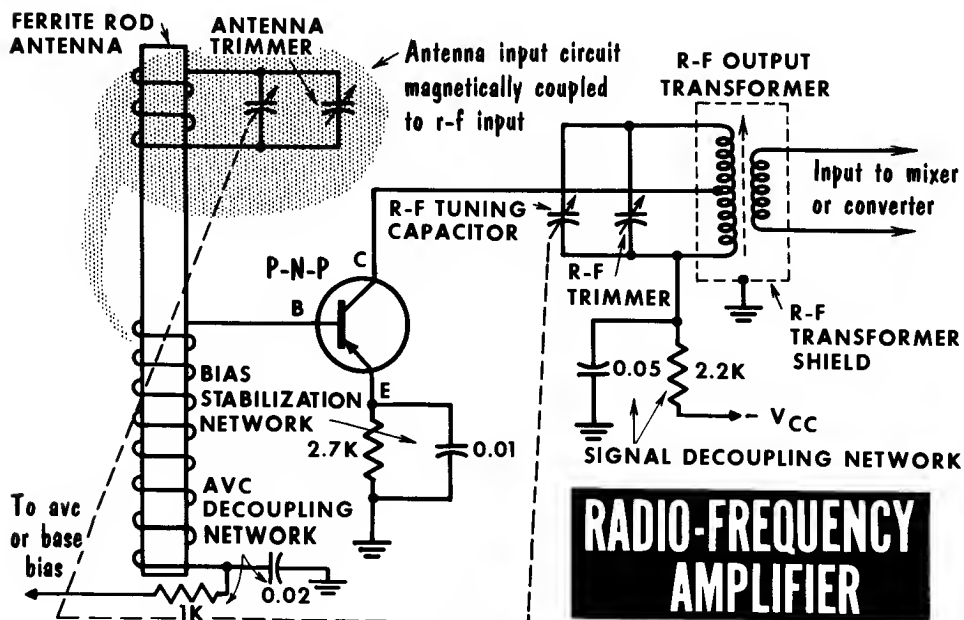 FERRITE ROD
ANTENNA
ANTENNA
TRIMMER
Antenna input circuit
magnetically coupled
to r-f input
R-F OUTPUT
TRANSFORMER
Input to mixer
or converter
R-F TUNING
CAPACITOR
R-F
TRIMMER
R-F
TRANSFORMER
SHIELD
P-N-P
C
B
E
BIAS
STABILIZATION
NETWORK
2.7K
0.01
0.05
2.2K
- VCC
SIGNAL DECOUPLING NETWORK
AVC
DECOUPLING
NETWORK
To avc
or base
bias
1K
0.02
RADIO-FREQUENCY
AMPLIFIER